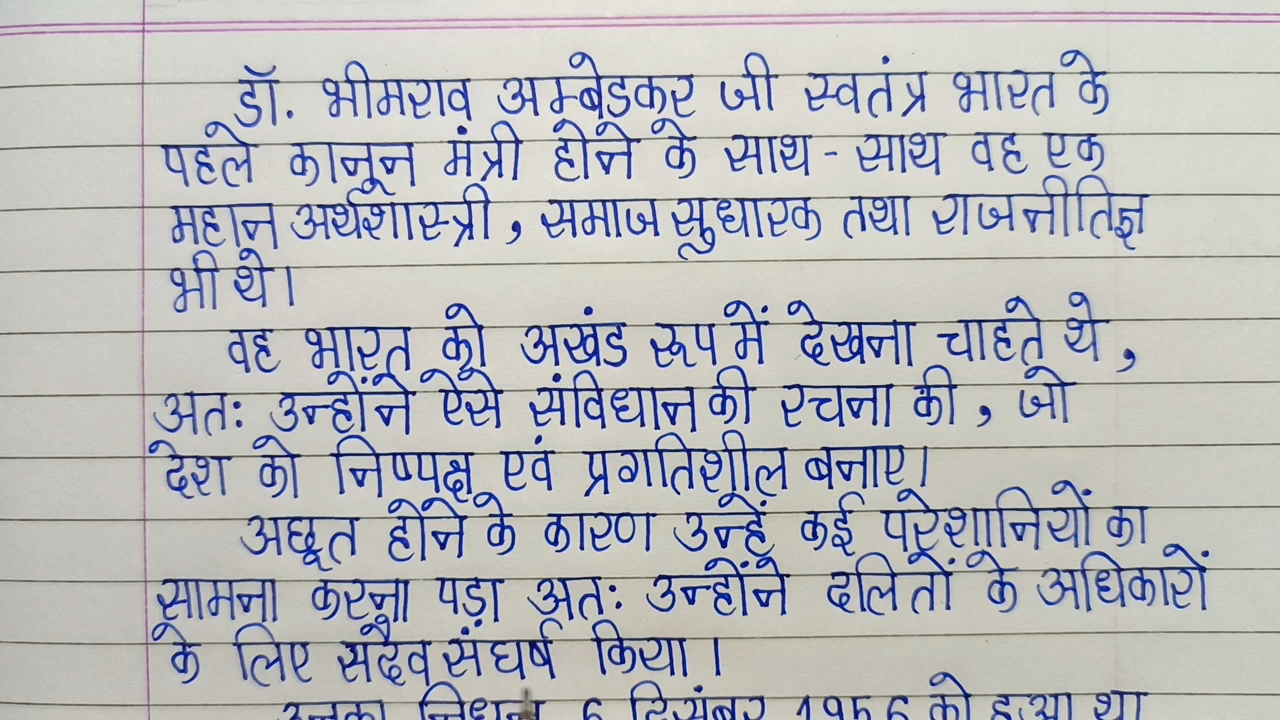 डॉ. भीमराव अम्बेडकर जी स्वतंत्र भारत के
पहले कानून मंत्री होने के साथ - साथ वह एक
महान अर्थशास्त्री, समाज सुधारक तथा राजनीतिज्ञ
भी थे।
वह भारत को अखंड रूप में देखना चाहते थे,
अतः उन्होंने ऐसे संविधान की रचना की, जो
देश को निष्पक्ष एवं प्रगतिशील बनाए।
अछूत होने के कारण उन्हें कई परेशानियों का
सामना करना पड़ा अतः उन्होंने दलितों के अधिकारों
के लिए सदैव संघर्ष किया।
उनका निधन 6 दिसंबर 1956 को हुआ था